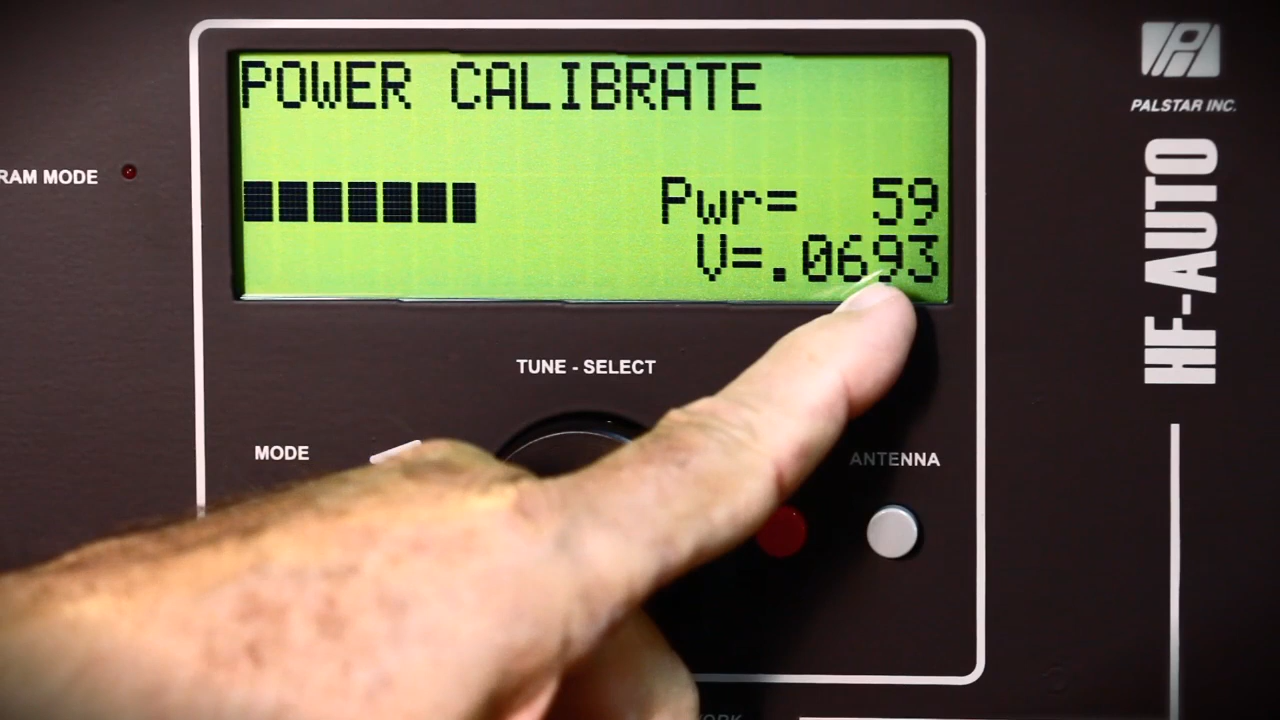 POWER CALIBRATE
Pwr= 59
V=.0693
RAM MODE
TUNE - SELECT
MODE
ANTENNA
PALSTAR INC.
HF-AUTO